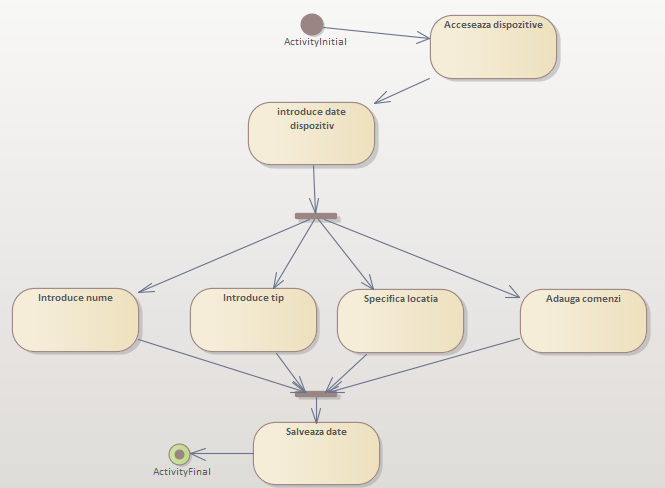 Acceseaza dispozitive
ActivityInitial
introduce date
dispozitiv
Introduce nume
Introduce tip
Specifica locatia
Adauga comenzi
Salveaza date
ActivityFinal